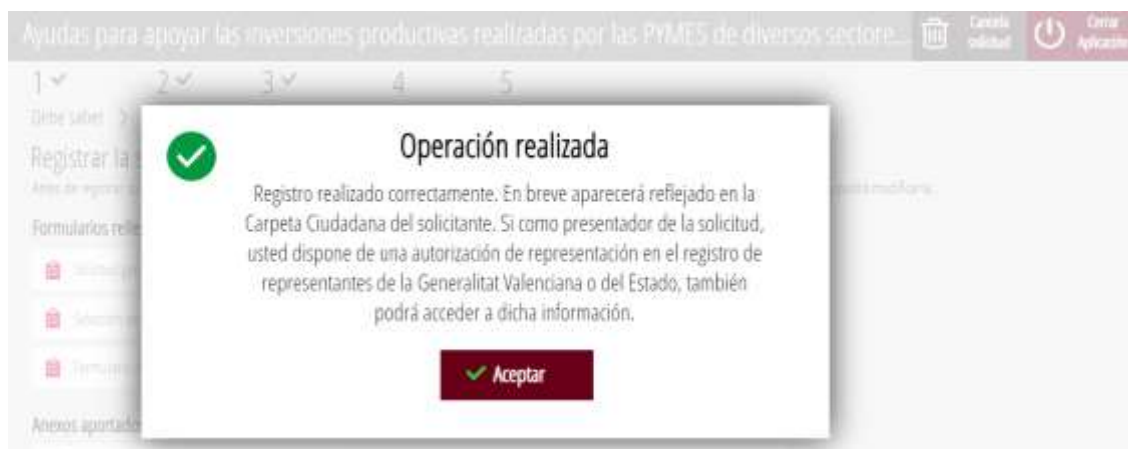 Ayudas para apoyar las inversiones productivas realizadas por las PYMES de diversos sectore...
Cancela solicitud
Cerrar Aplicación
1 2 3 4 5
Debe saber
Registrar la s
Operación realizada
Registro realizado correctamente. En breve aparecerá reflejado en la
Carpeta Ciudadana del solicitante. Si como presentador de la solicitud,
usted dispone de una autorización de representación en el registro de
representantes de la Generalitat Valenciana o del Estado, también
podrá acceder a dicha información.
Aceptar
Formularios relle
Anexos aportado